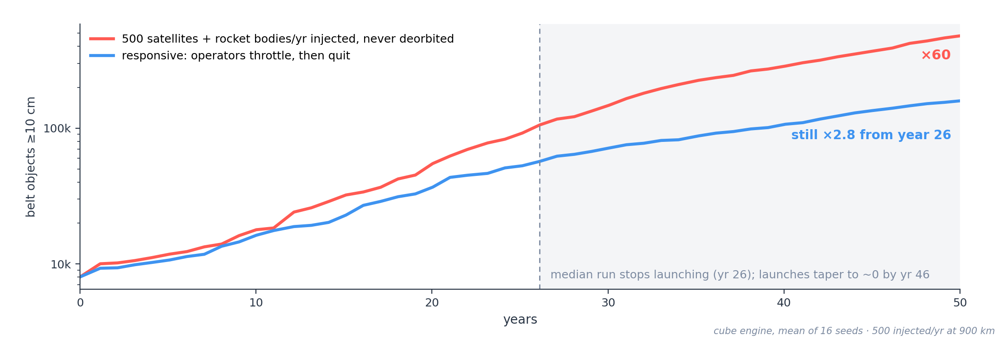 500 satellites + rocket bodies/yr injected, never deorbited
responsive: operators throttle, then quit
×60
still ×2.8 from year 26
median run stops launching (yr 26); launches taper to ~0 by yr 46
belt objects ≥10 cm
100k
10k
0 10 20 30 40 50
years
cube engine, mean of 16 seeds · 500 injected/yr at 900 km